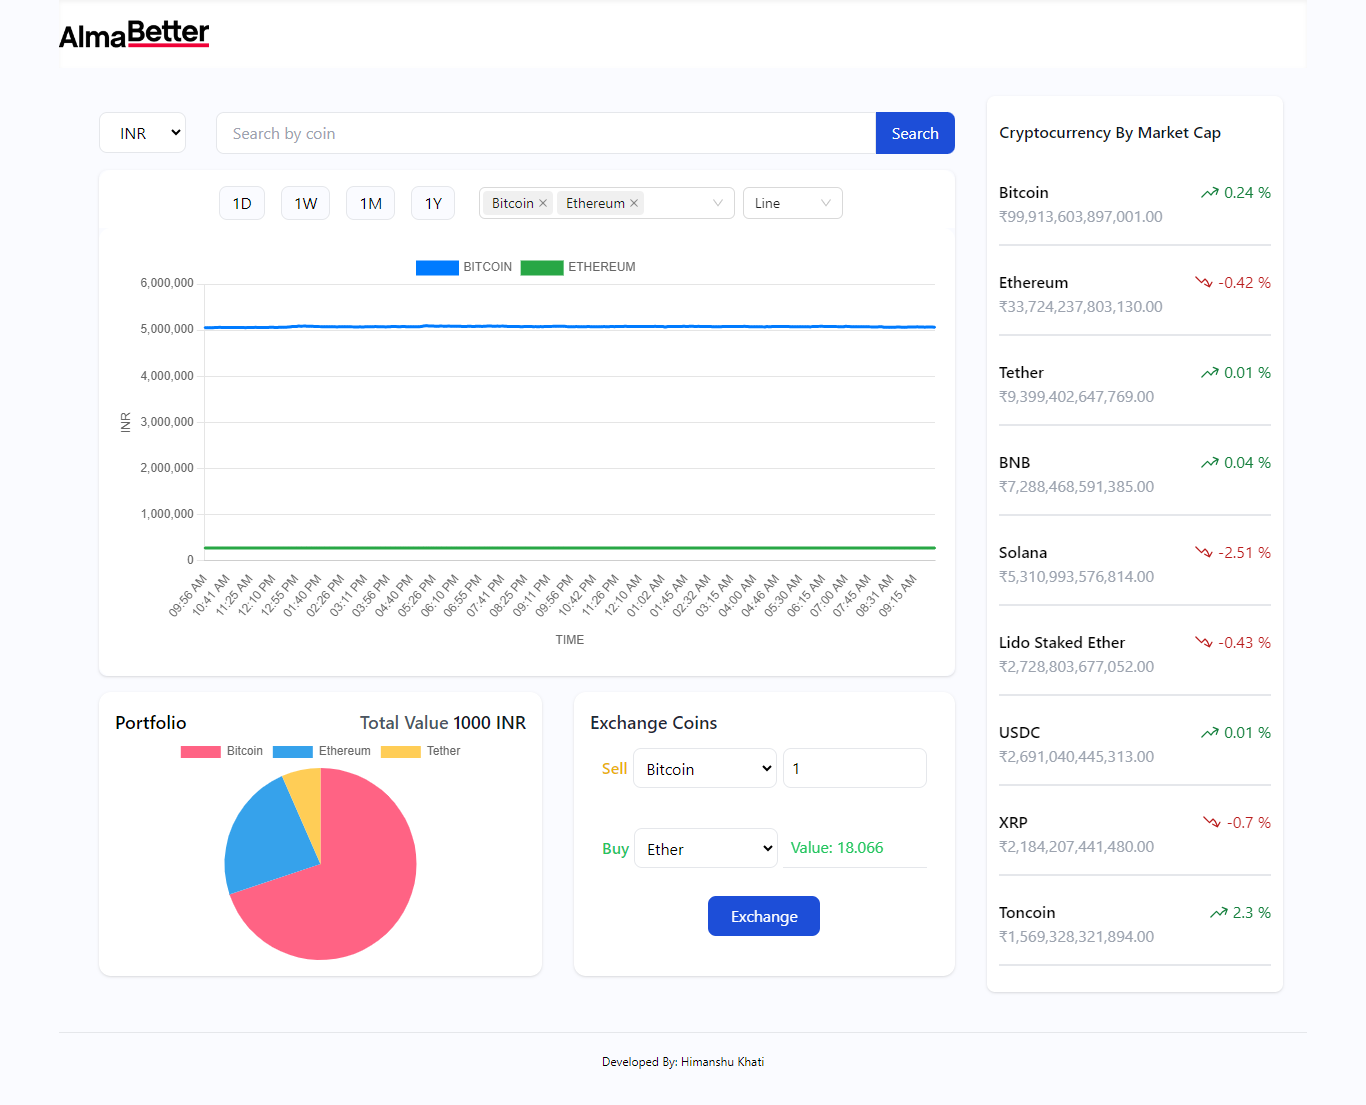 AlmaBetter
INR
Search by coin
Search
1D
1W
1M
1Y
Bitcoin ×
Ethereum ×
Line
BITCOIN
ETHEREUM
6,000,000
5,000,000
4,000,000
3,000,000
2,000,000
1,000,000
0
INR
09:56 AM
10:41 AM
11:25 AM
12:10 PM
12:55 PM
01:40 PM
02:26 PM
03:11 PM
03:56 PM
04:40 PM
05:26 PM
06:10 PM
06:55 PM
07:41 PM
08:25 PM
09:11 PM
09:56 PM
10:42 PM
11:26 PM
12:10 AM
01:02 AM
01:45 AM
02:32 AM
03:15 AM
04:00 AM
04:46 AM
05:30 AM
06:15 AM
07:00 AM
07:45 AM
08:31 AM
09:15 AM
TIME
Portfolio
Total Value 1000 INR
Bitcoin
Ethereum
Tether
Exchange Coins
Sell
Bitcoin
1
Buy
Ether
Value: 18.066
Exchange
Cryptocurrency By Market Cap
Bitcoin
0.24 %
₹99,913,603,897,001.00
Ethereum
-0.42 %
₹33,724,237,803,130.00
Tether
0.01 %
₹9,399,402,647,769.00
BNB
0.04 %
₹7,288,468,591,385.00
Solana
-2.51 %
₹5,310,993,576,814.00
Lido Staked Ether
-0.43 %
₹2,728,803,677,052.00
USDC
0.01 %
₹2,691,040,445,313.00
XRP
-0.7 %
₹2,184,207,441,480.00
Toncoin
2.3 %
₹1,569,328,321,894.00
Developed By: Himanshu Khati